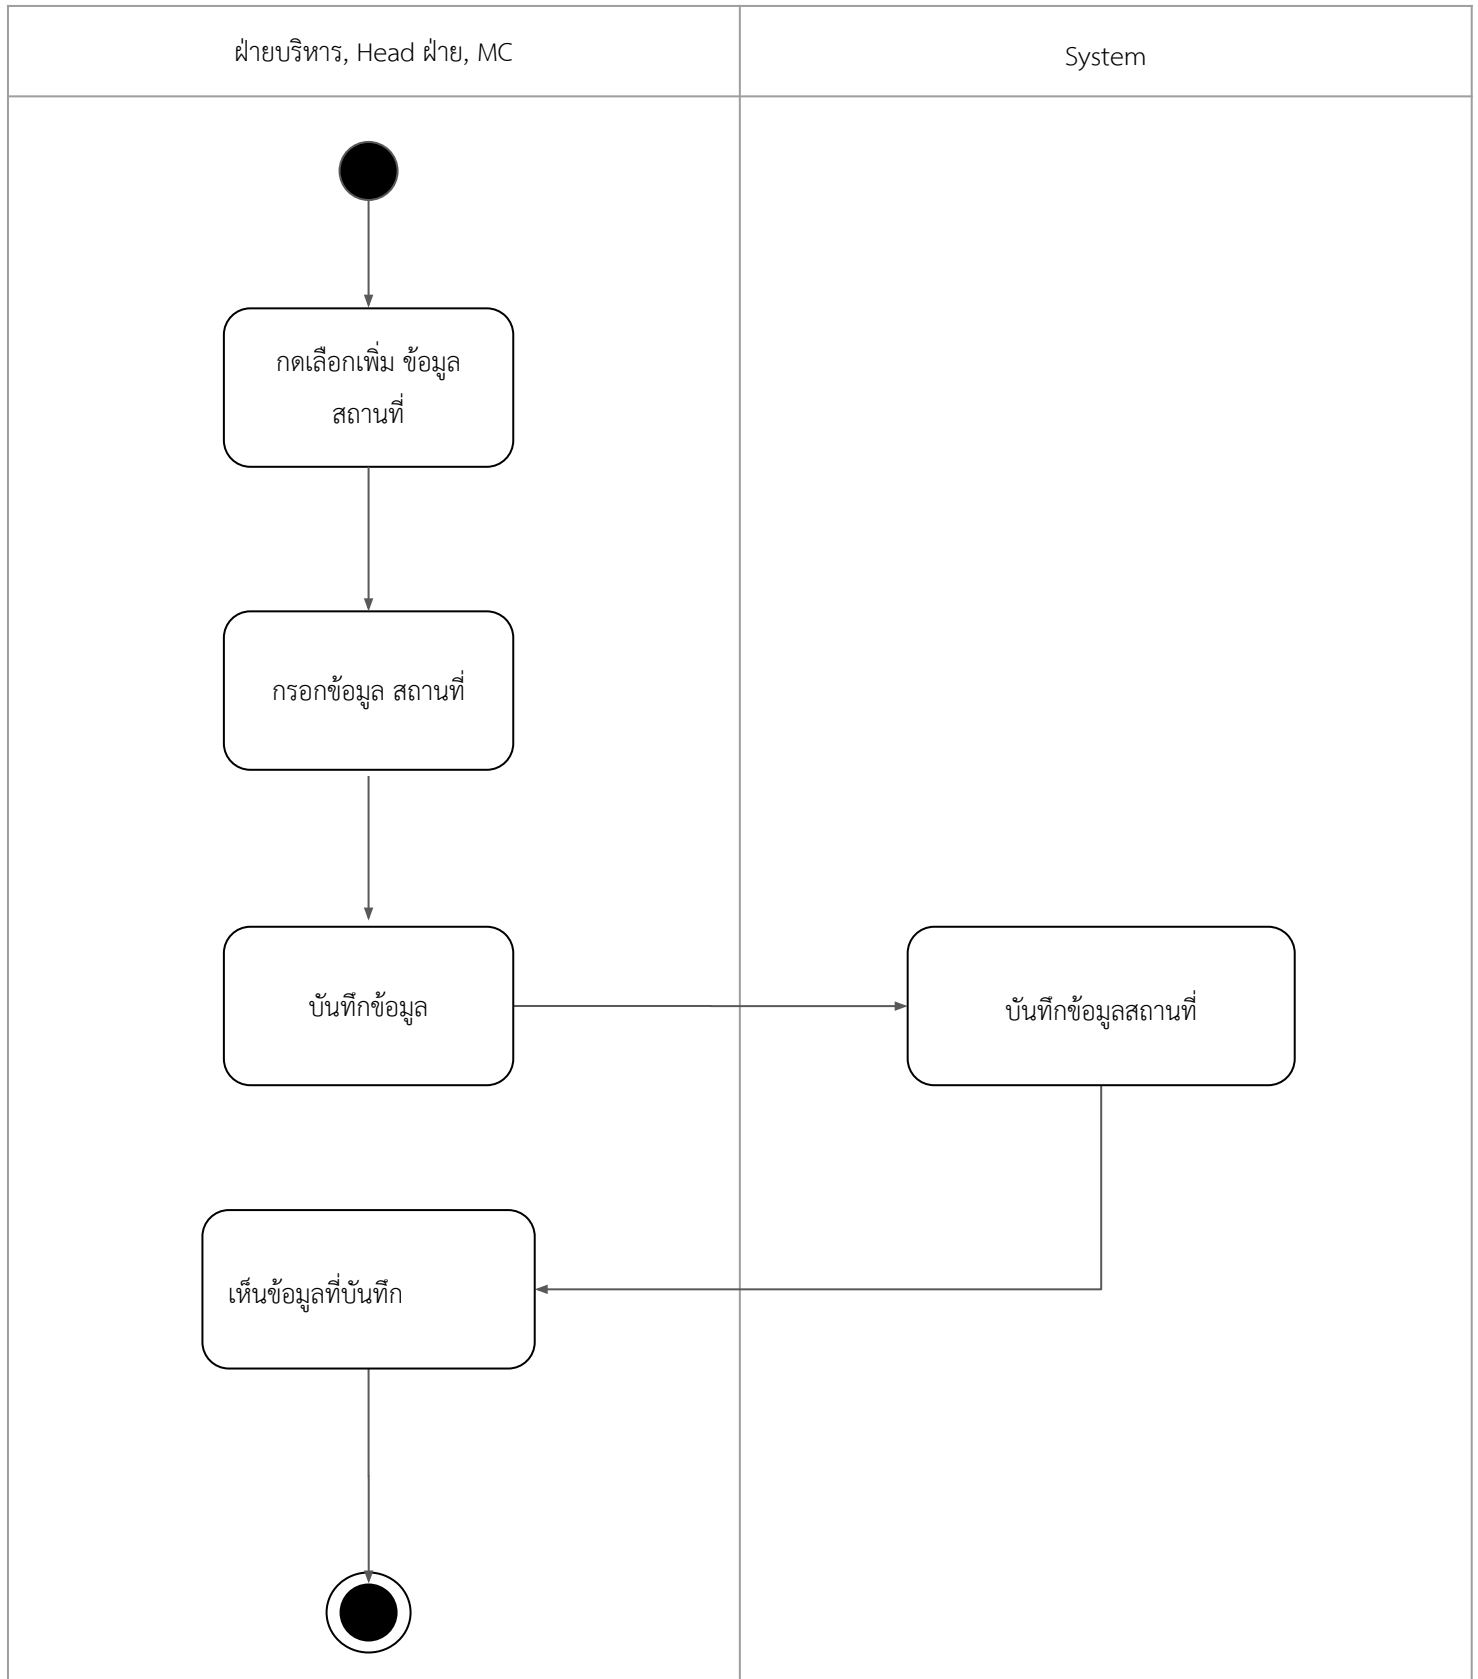 ฝ่ายบริหาร, Head ฝ่าย, MC
System
กดเลือกเพิ่ม ข้อมูล
สถานที่
กรอกข้อมูล สถานที่
บันทึกข้อมูล
บันทึกข้อมูลสถานที่
เห็นข้อมูลที่บันทึก